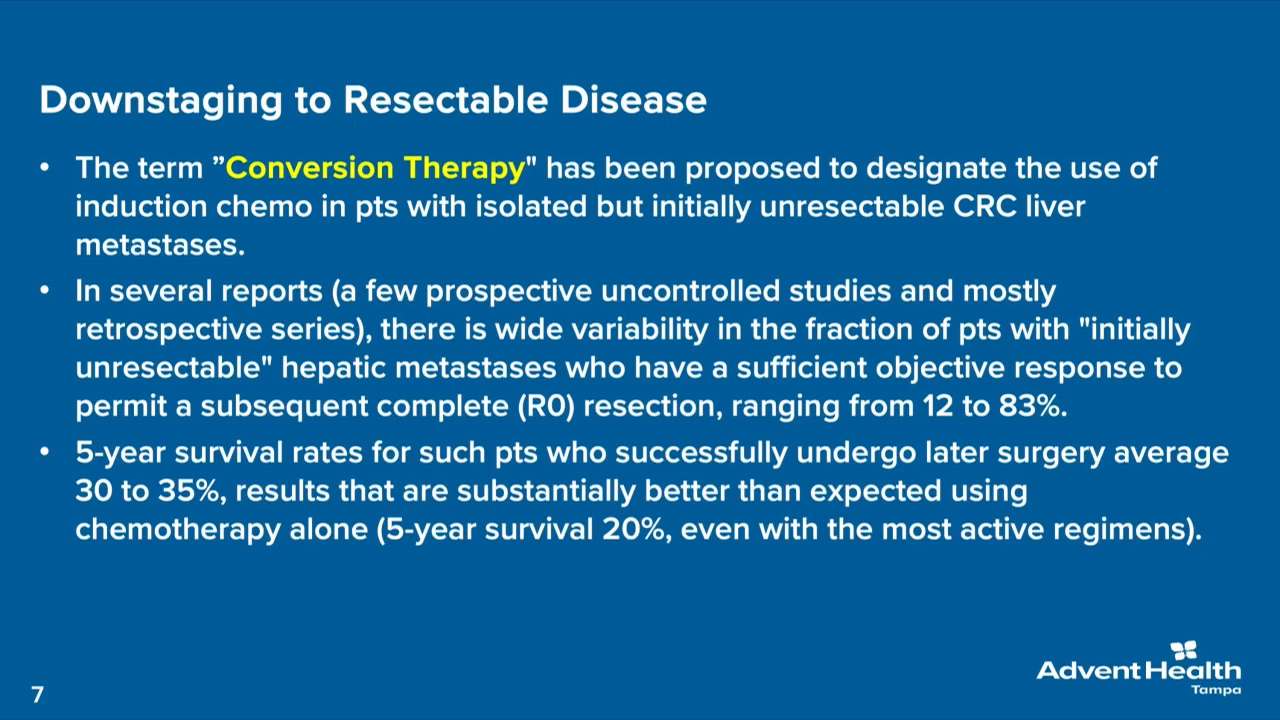 Downstaging to Resectable Disease
• The term ”Conversion Therapy" has been proposed to designate the use of
induction chemo in pts with isolated but initially unresectable CRC liver
metastases.
• In several reports (a few prospective uncontrolled studies and mostly
retrospective series), there is wide variability in the fraction of pts with "initially
unresectable" hepatic metastases who have a sufficient objective response to
permit a subsequent complete (R0) resection, ranging from 12 to 83%.
• 5-year survival rates for such pts who successfully undergo later surgery average
30 to 35%, results that are substantially better than expected using
chemotherapy alone (5-year survival 20%, even with the most active regimens).
Advent Health
Tampa
7